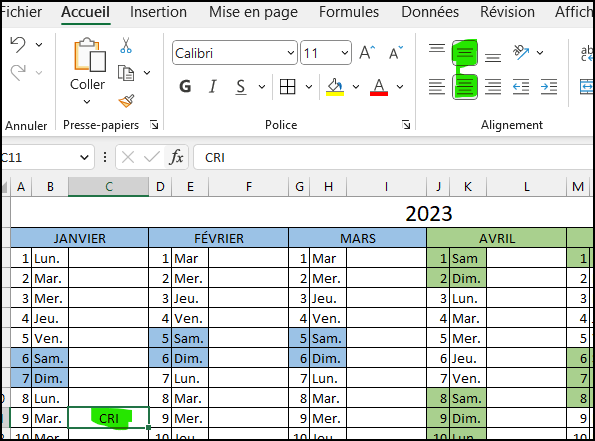 Fichier Accueil Insertion Mise en page Formules Données Révision Affich
Calibri 11 ab
Coller
G I S A
Annuler Presse-papiers Police Alignement
C11 fx CRI
A B C D E F G H I J K L M
2023
JANVIER FÉVRIER MARS AVRIL
1 Lun. 1 Mar 1 Mar 1 Sam 1
2 Mar. 2 Mer. 2 Mer. 2 Dim. 2
3 Mer. 3 Jeu. 3 Jeu. 3 Lun. 3
4 Jeu. 4 Ven. 4 Ven. 4 Mar. 4
5 Ven. 5 Sam. 5 Sam. 5 Mer. 5
6 Sam. 6 Dim. 6 Dim. 6 Jeu. 6
7 Dim. 7 Lun. 7 Lun. 7 Ven. 7
8 Lun. 8 Mar. 8 Mar. 8 Sam. 8
9 Mar. CRI 9 Mer. 9 Mer. 9 Dim. 9
10 Mer. 10 Jeu. 10 Jeu. 10 Lun. 10